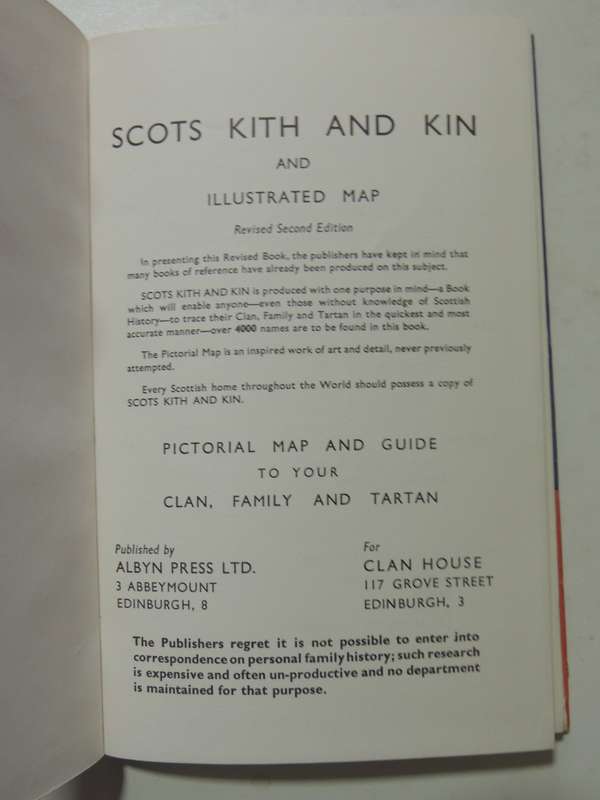 SCOTS KITH AND KIN
AND
ILLUSTRATED MAP
Revised Second Edition
In presenting this Revised Book, the publishers have kept in mind that
many books of reference have already been produced on this subject.
SCOTS KITH AND KIN is produced with one purpose in mind—a Book
which will enable anyone—even those without knowledge of Scottish
History—to trace their Clan, Family and Tartan in the quickest and most
accurate manner—over 4000 names are to be found in this book.
The Pictorial Map is an inspired work of art and detail, never previously
attempted.
Every Scottish home throughout the World should possess a copy of
SCOTS KITH AND KIN.
PICTORIAL MAP AND GUIDE
TO YOUR
CLAN, FAMILY AND TARTAN
Published by
ALBYN PRESS LTD.
3 ABBEYMOUNT
EDINBURGH, 8
For
CLAN HOUSE
117 GROVE STREET
EDINBURGH, 3
The Publishers regret it is not possible to enter into
correspondence on personal family history; such research
is expensive and often un-productive and no department
is maintained for that purpose.